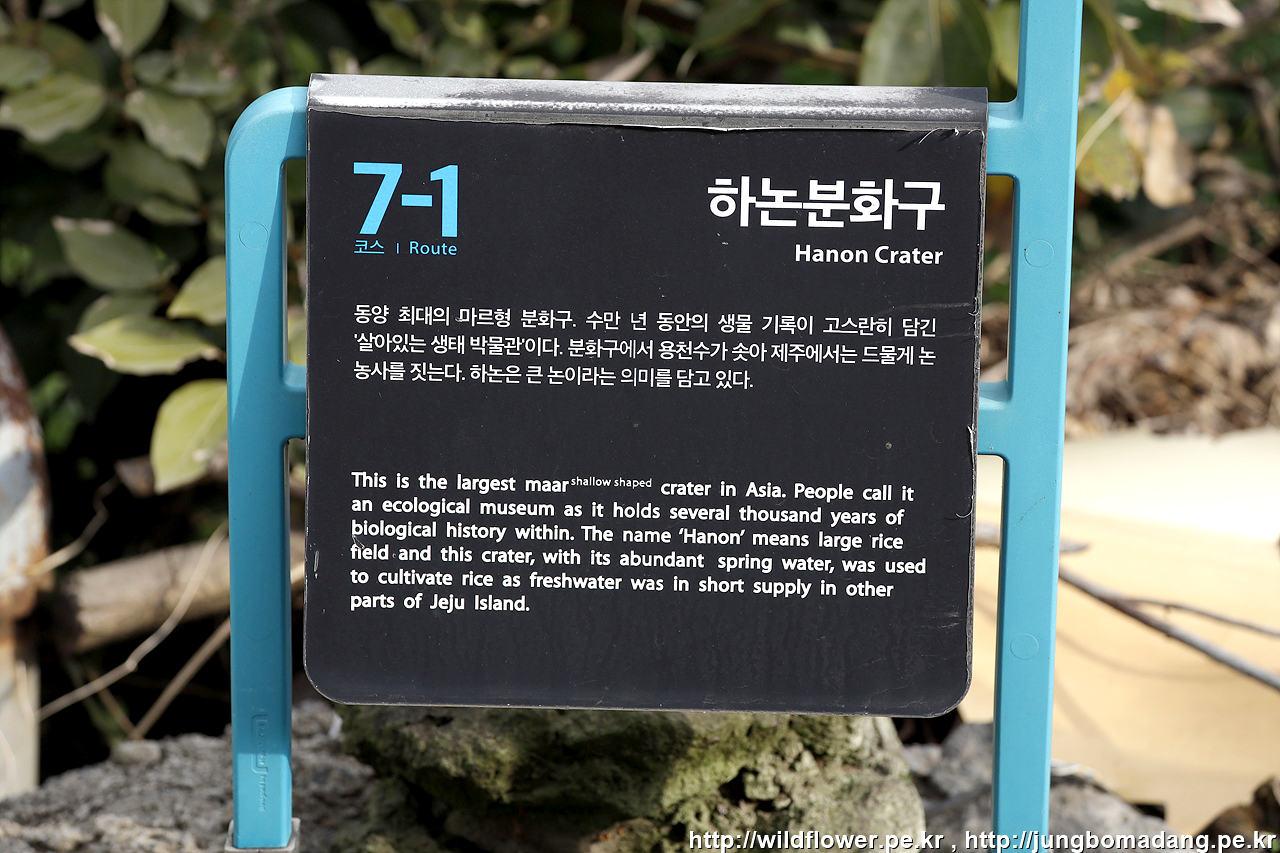 7-1
코스 | Route
하논분화구
Hanon Crater
동양 최대의 마르형 분화구. 수만 년 동안의 생물 기록이 고스란히 담긴
'살아있는 생태 박물관'이다. 분화구에서 용천수가 솟아 제주에서는 드물게 논
농사를 짓는다. 하논은 큰 논이라는 의미를 담고 있다.
This is the largest maar shallow shaped crater in Asia. People call it
an ecological museum as it holds several thousand years of
biological history within. The name ‘Hanon’ means large rice
field and this crater, with its abundant spring water, was used
to cultivate rice as freshwater was in short supply in other
parts of Jeju Island.
http://wildflower.pe.kr , http://jungbomadang.pe.kr